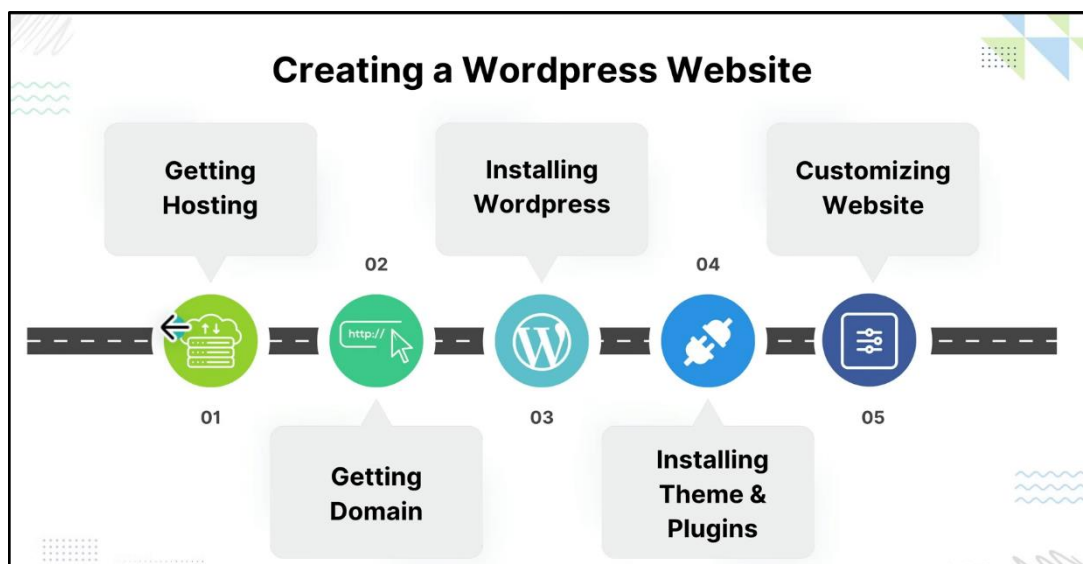 Creating a Wordpress Website
Getting
Hosting
01
02
Getting
Domain
http://
Installing
Wordpress
03
04
Installing
Theme &
Plugins
Customizing
Website
05